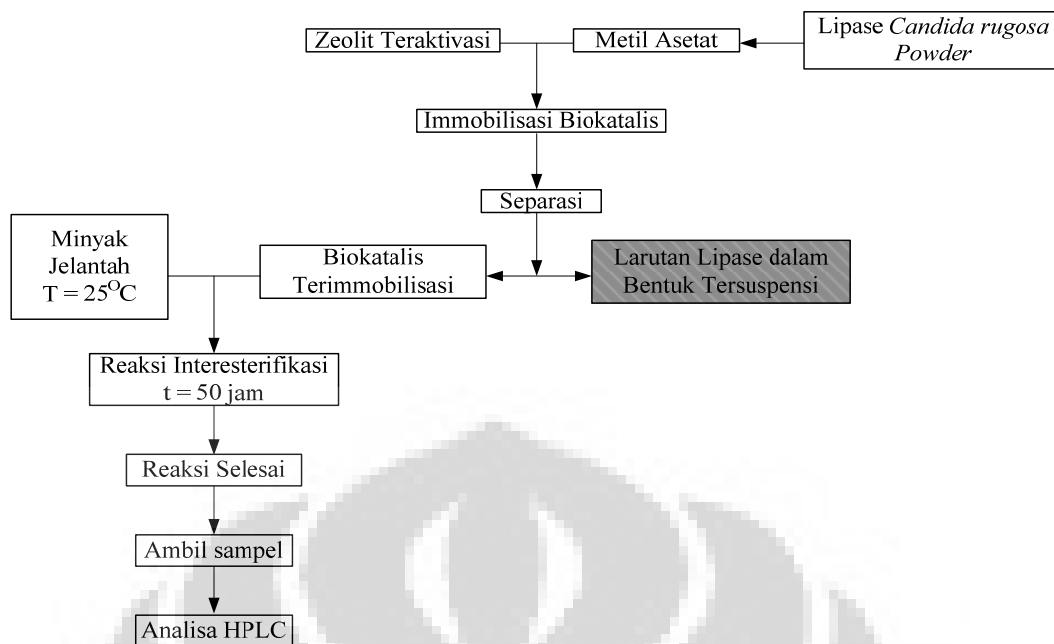 Zeolit Teraktivasi
Metil Asetat
Lipase Candida rugosa
Powder
Immobilisasi Biokatalis
Separasi
Minyak
Jelantah
T = 25OC
Biokatalis
Terimmobilisasi
Larutan Lipase dalam
Bentuk Tersuspensi
Reaksi Interesterifikasi
t = 50 jam
Reaksi Selesai
Ambil sampel
Analisa HPLC